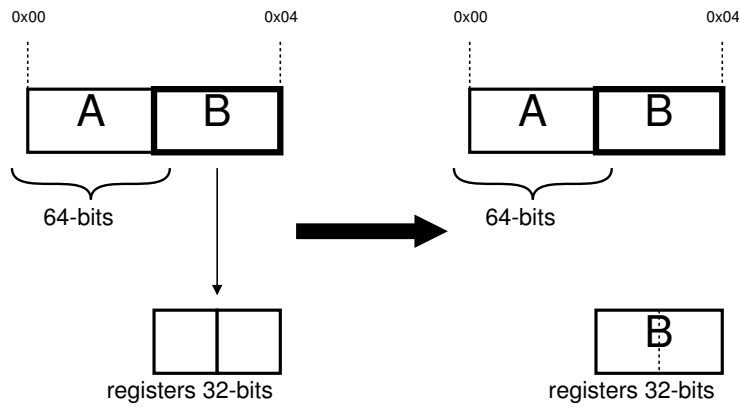 0x00 0x04 0x00 0x04
A B A B
64-bits 64-bits
B
registers 32-bits registers 32-bits